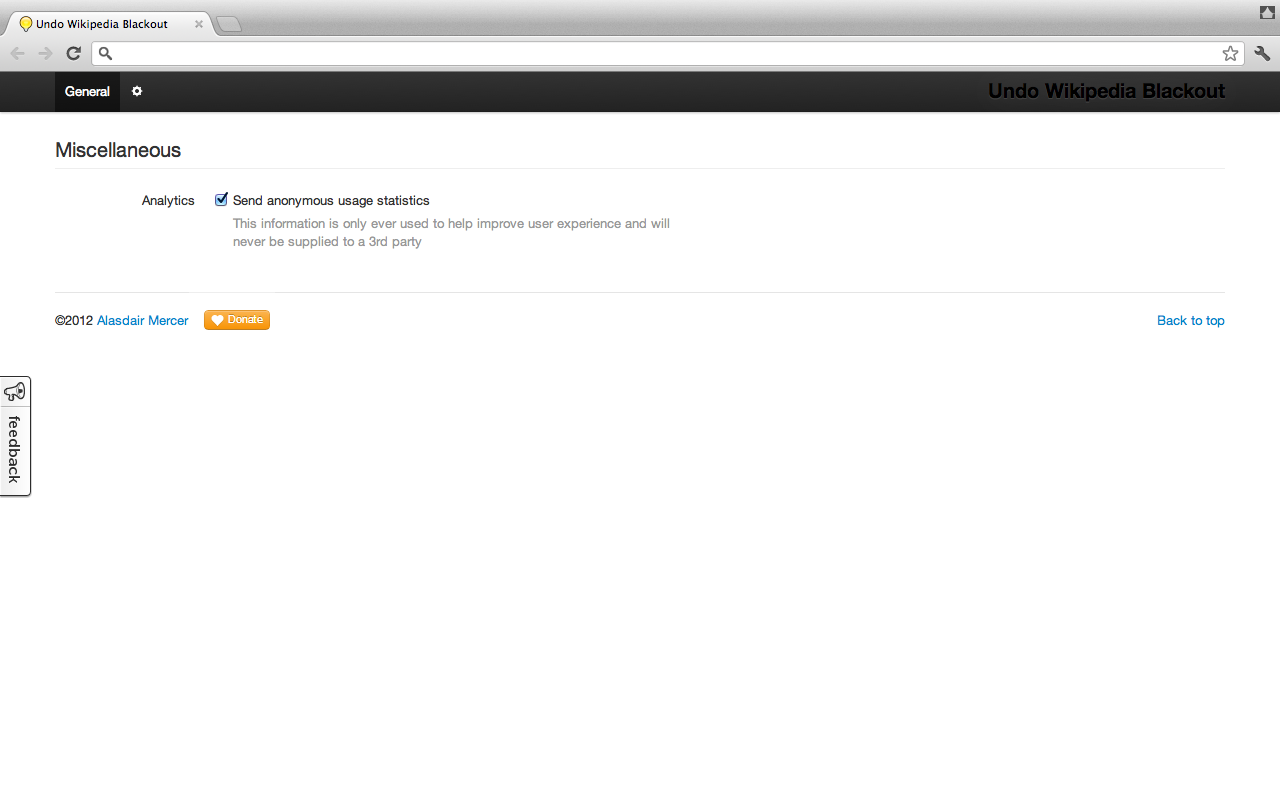 Undo Wikipedia Blackout
General
Undo Wikipedia Blackout
Miscellaneous
Analytics
Send anonymous usage statistics
This information is only ever used to help improve user experience and will
never be supplied to a 3rd party
©2012 Alasdair Mercer
Donate
Back to top
feedback